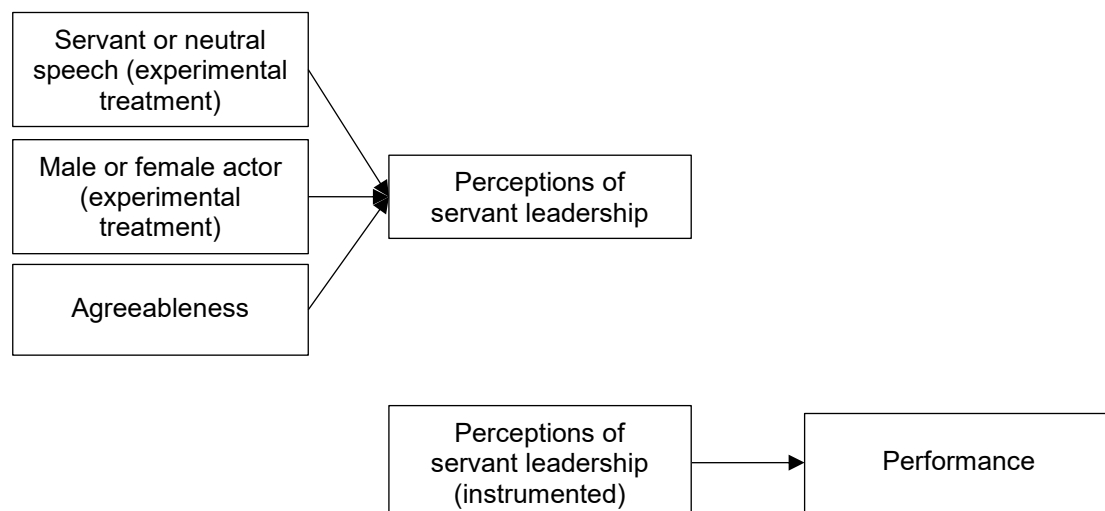 Servant or neutral
speech (experimental
treatment)
Male or female actor
(experimental
treatment)
Agreeableness
Perceptions of
servant leadership
Perceptions of
servant leadership
(instrumented)
Performance